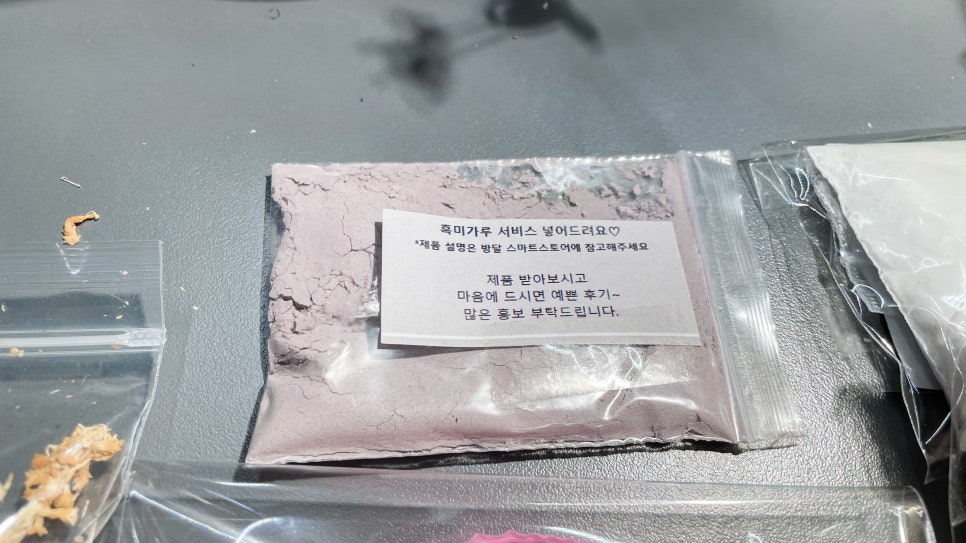 흑미가루 서비스 넣어드려요♡
*제품 설명은 방달 스마트스토어에 참고해주세요
제품 받아보시고
마음에 드시면 예쁜 후기~
많은 홍보 부탁드립니다.